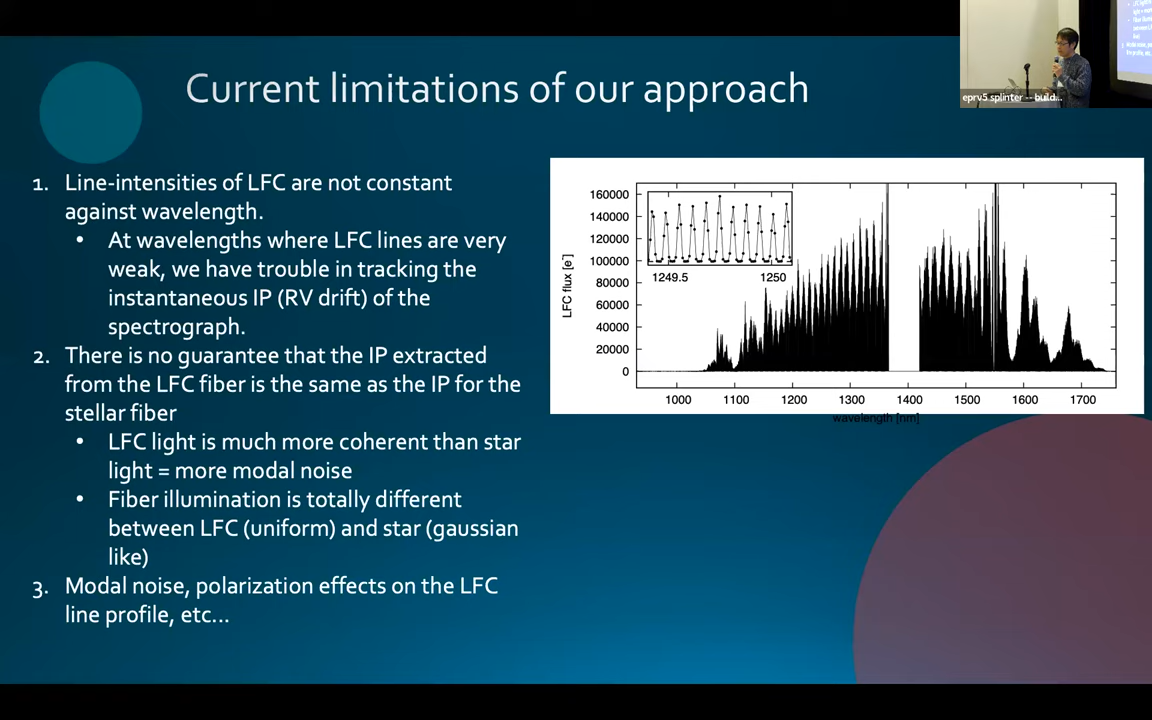 Current limitations of our approach
eprv5 splinter -- build...
1. Line-intensities of LFC are not constant
against wavelength.
• At wavelengths where LFC lines are very
weak, we have trouble in tracking the
instantaneous IP (RV drift) of the
spectrograph.
2. There is no guarantee that the IP extracted
from the LFC fiber is the same as the IP for the
stellar fiber
• LFC light is much more coherent than star
light = more modal noise
• Fiber illumination is totally different
between LFC (uniform) and star (gaussian
like)
3. Modal noise, polarization effects on the LFC
line profile, etc...
LFC flux [e-]
160000
140000
120000
100000
80000
60000
40000
20000
0
1249.5 1250
1000 1100 1200 1300 1400 1500 1600 1700
wavelength [nm]